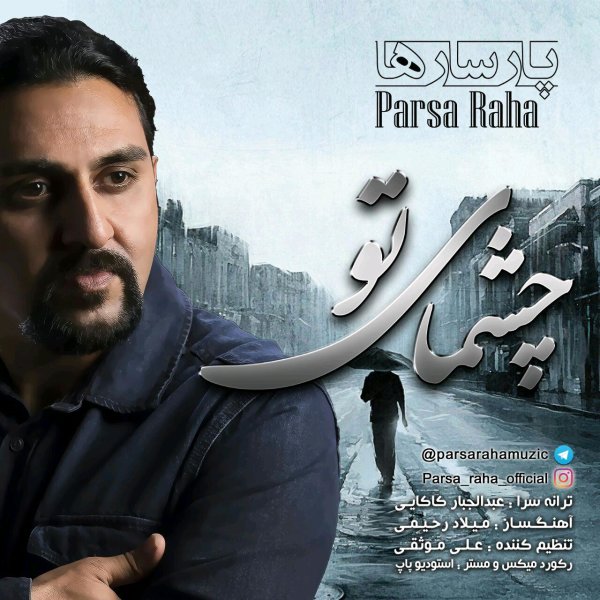 پارسا رها
Parsa Raha
چشمای تو
@parsarahamuzic
Parsa_raha_official
ترانه سرا : عبدالجبار کاکایی
آهنگساز : میلاد رحیمی
تنظیم کننده : علی موثقی
رکورد میکس و مستر : استودیو پاپ